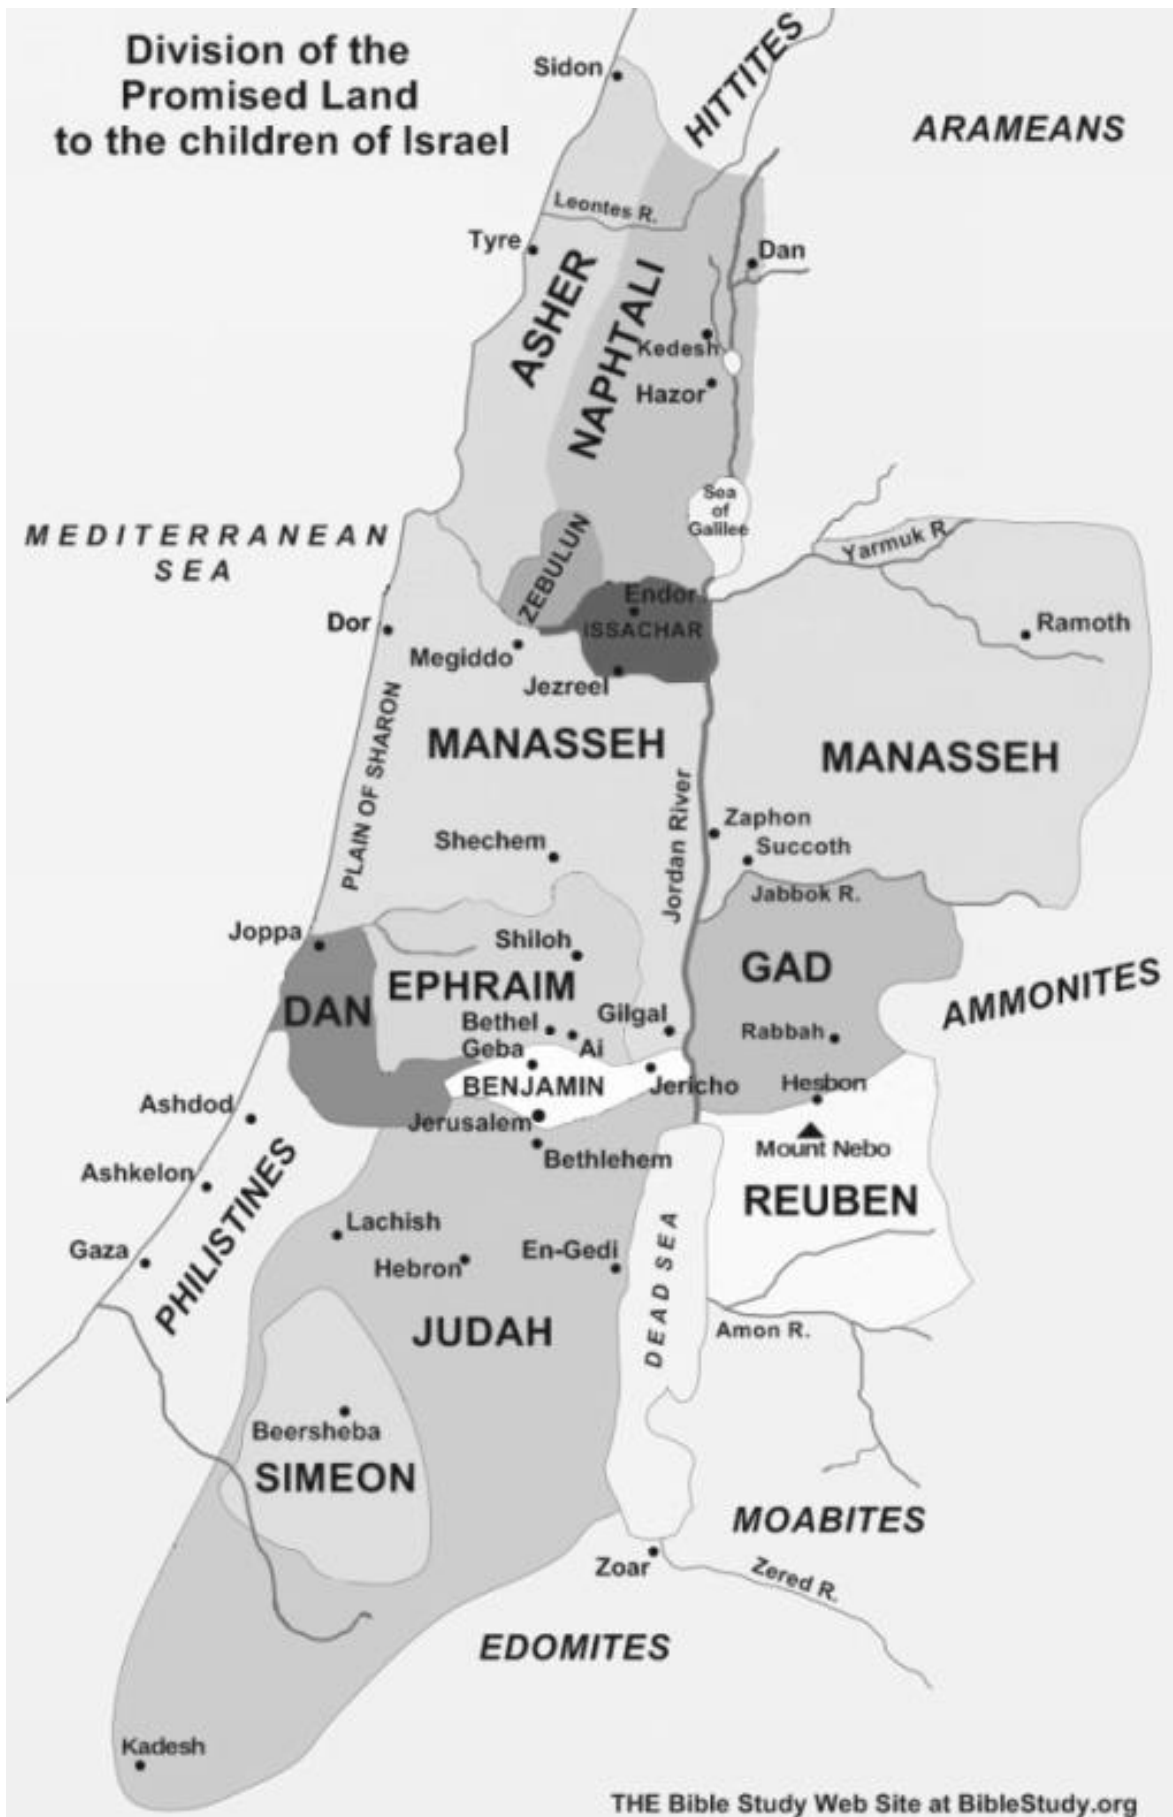 Division of the
Promised Land
to the children of Israel
Sidon
HITTITES
ARAMEANS
Leontes R.
Tyre
Dan
ASHER
NAPHTALI
Kedesh
Hazor
Sea
of
Galilee
MEDITERRANEAN
SEA
ZEBULUN
Yarmuk R.
Endor
ISSACHAR
Dor
Ramoth
Megiddo
Jezreel
PLAIN OF SHARON
MANASSEH
MANASSEH
Jordan River
Zaphon
Shechem
Succoth
Jabbok R.
Joppa
Shiloh
GAD
EPHRAIM
DAN
AMMONITES
Bethel
Gilgal
Rabbah
Geba
Ai
BENJAMIN
Jericho
Hesbon
Ashdod
Jerusalem
Mount Nebo
Bethlehem
Ashkelon
PHILISTINES
REUBEN
Lachish
Gaza
Hebron
En-Gedi
DEAD SEA
JUDAH
Amon R.
Beersheba
SIMEON
MOABITES
Zoar
Zered R.
EDOMITES
Kadesh
THE Bible Study Web Site at BibleStudy.org